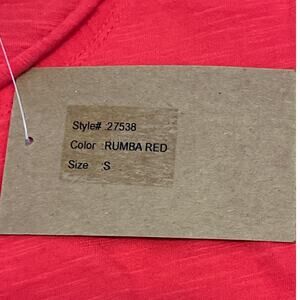 Style# :27538
Color :RUMBA RED
Size :S